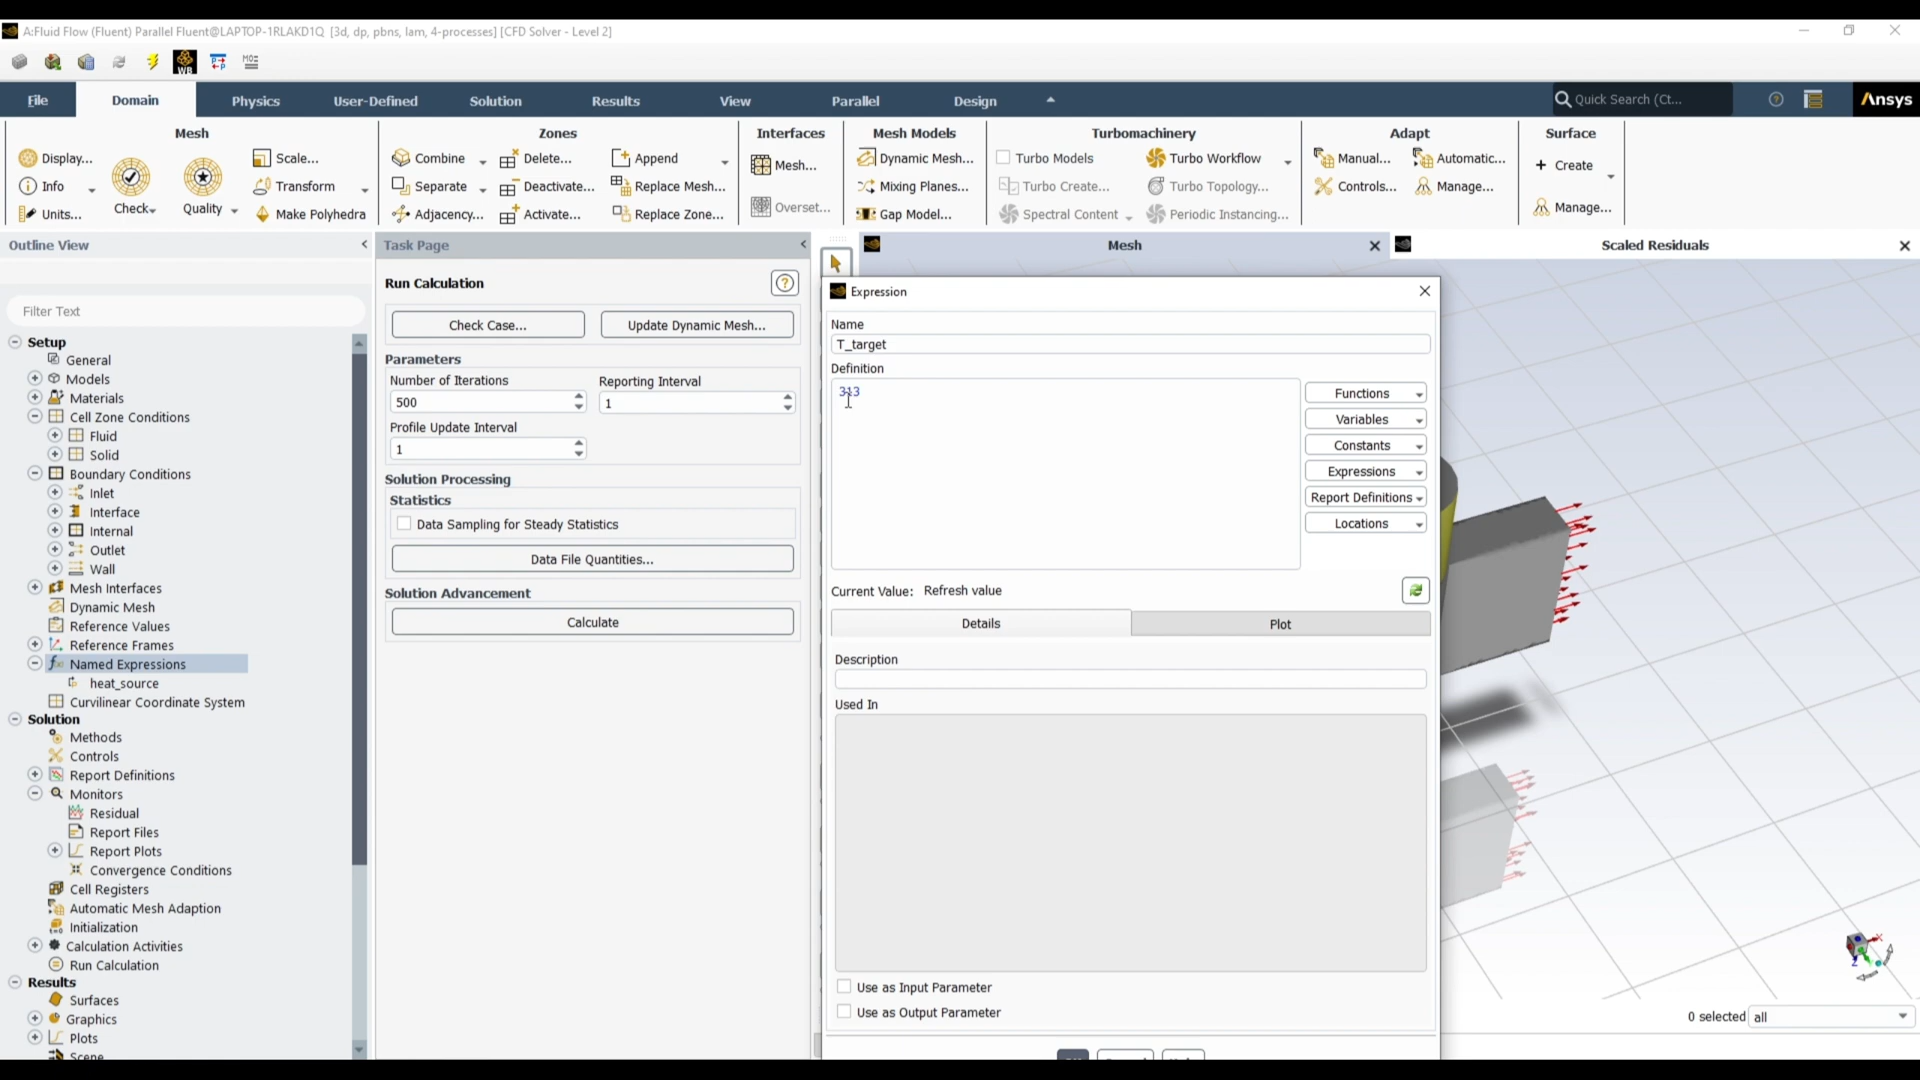 A:Fluid Flow (Fluent) Parallel Fluent@LAPTOP-1RLAKD1Q [3d, dp, pbns, lam, 4-processes] [CFD Solver - Level 2]
WB
File
Domain
Physics
User-Defined
Solution
Results
View
Parallel
Design
Quick Search (Ct...
Ansys
Mesh
Zones
Interfaces
Mesh Models
Turbomachinery
Adapt
Surface
Display...
Scale...
Combine
Delete...
Append
Mesh...
Dynamic Mesh...
Turbo Models
Turbo Workflow
Manual...
Automatic...
Create
Info
Transform
Separate
Deactivate...
Replace Mesh...
Mixing Planes...
Turbo Create...
Turbo Topology...
Controls...
Manage...
Units...
Check
Quality
Make Polyhedra
Adjacency...
Activate...
Replace Zone...
Overset...
Gap Model...
Spectral Content
Periodic Instancing...
Manage...
Outline View
Task Page
Mesh
Scaled Residuals
Filter Text
Setup
General
Models
Materials
Cell Zone Conditions
Fluid
Solid
Boundary Conditions
Inlet
Interface
Internal
Outlet
Wall
Mesh Interfaces
Dynamic Mesh
Reference Values
Reference Frames
Named Expressions
heat_source
Curvilinear Coordinate System
Solution
Methods
Controls
Report Definitions
Monitors
Residual
Report Files
Report Plots
Convergence Conditions
Cell Registers
Automatic Mesh Adaption
Initialization
Calculation Activities
Run Calculation
Results
Surfaces
Graphics
Plots
Scene
Run Calculation
Check Case...
Update Dynamic Mesh...
Parameters
Number of Iterations
Reporting Interval
500
1
Profile Update Interval
1
Solution Processing
Statistics
Data Sampling for Steady Statistics
Data File Quantities...
Solution Advancement
Calculate
Expression
Name
T_target
Definition
313
Functions
Variables
Constants
Expressions
Report Definitions
Locations
Current Value: Refresh value
Details
Plot
Description
Used In
Use as Input Parameter
Use as Output Parameter
0 selected
all